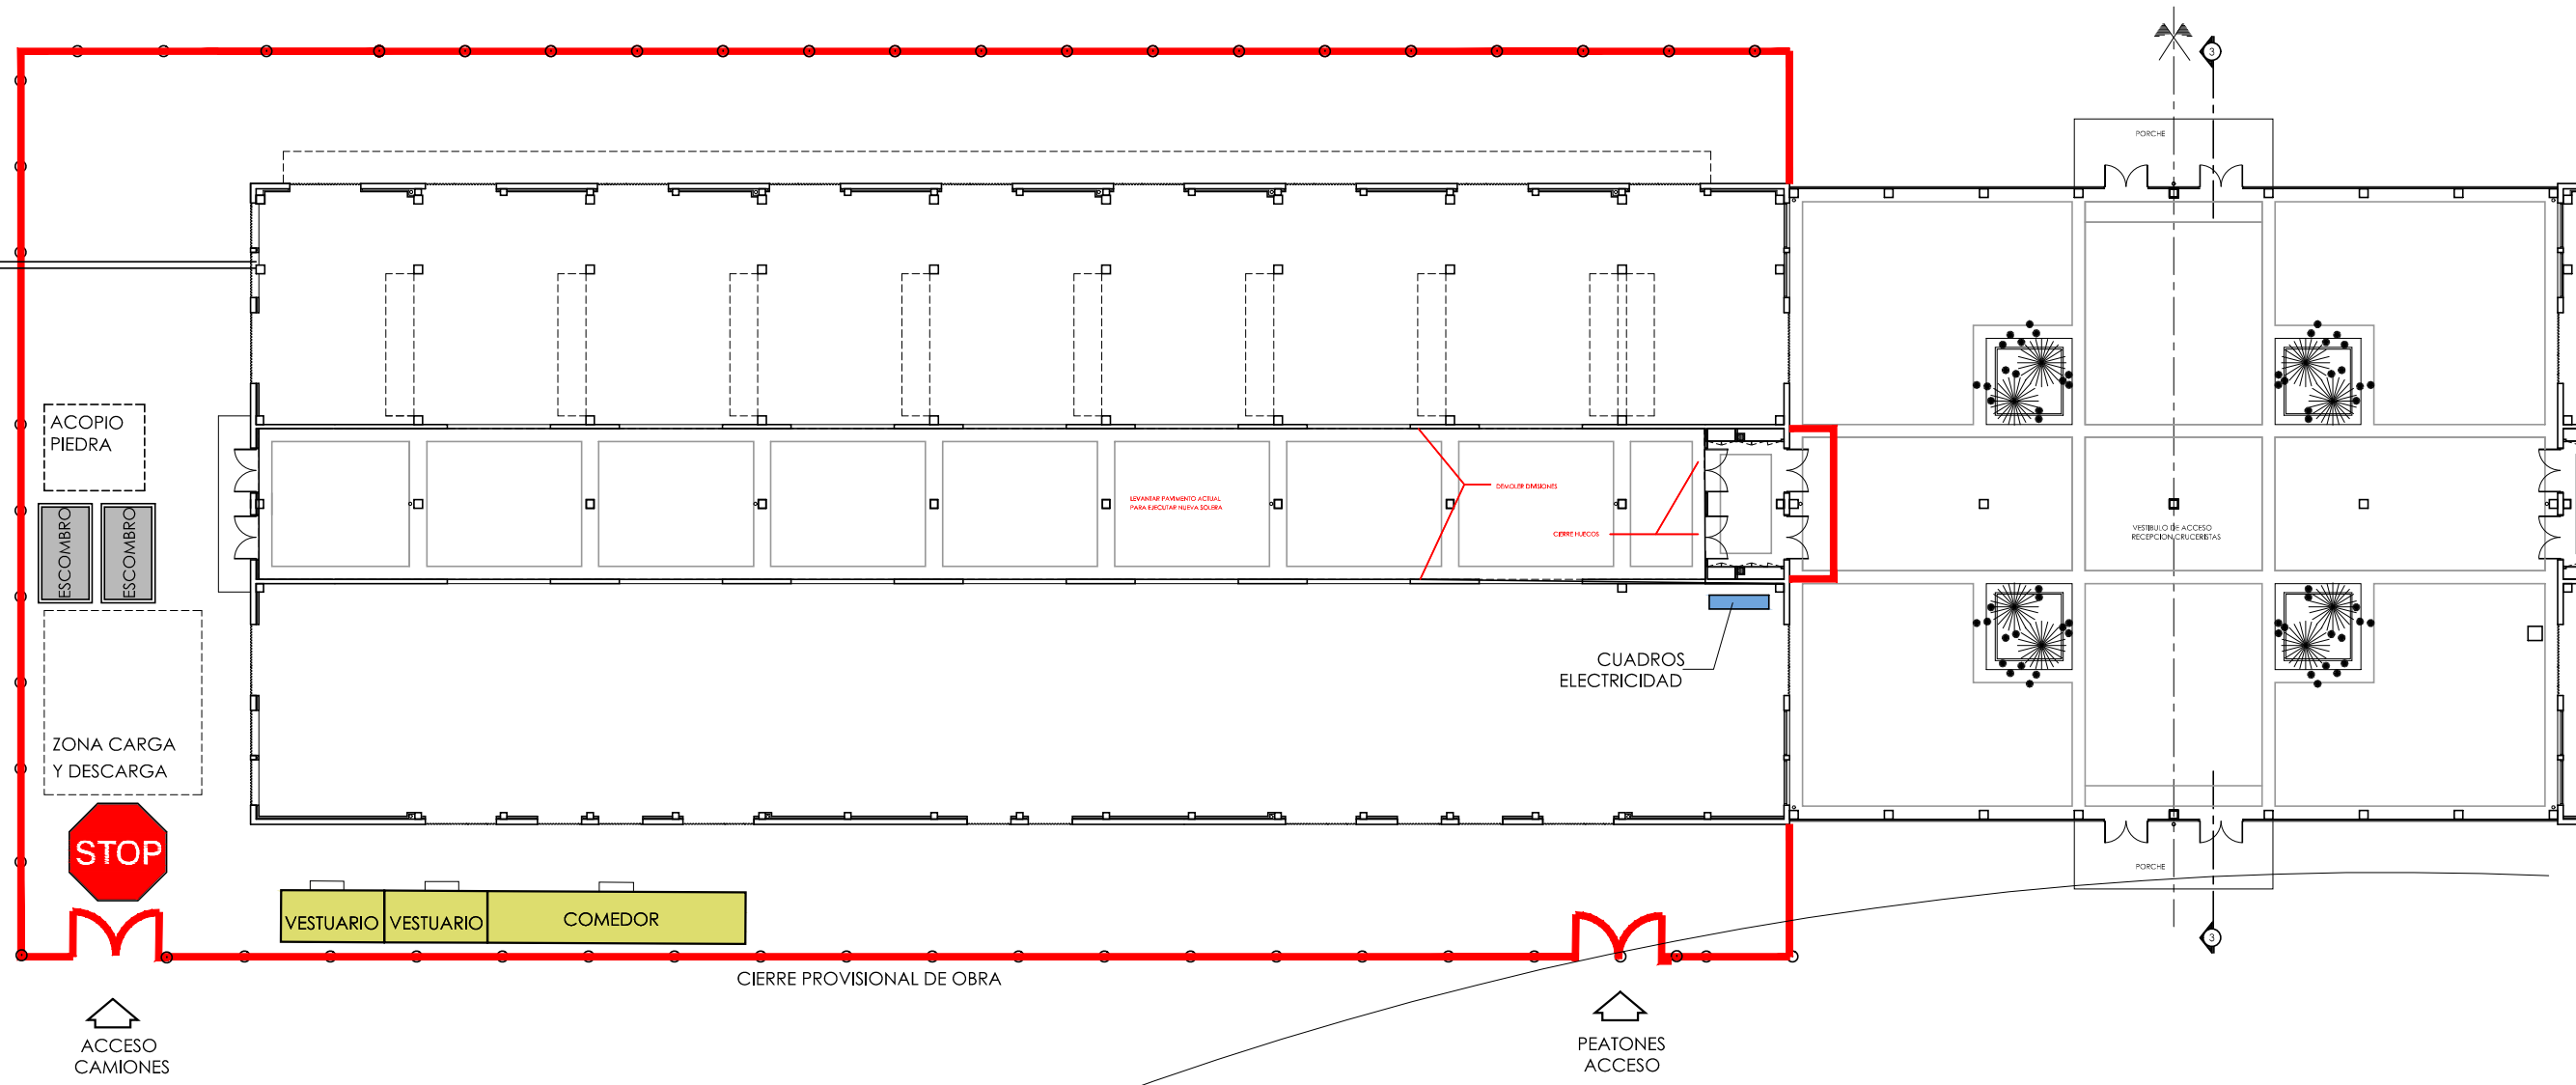 3
PORCHE
ACOPIO
PIEDRA
ESCOMBRO
ESCOMBRO
LEVANTAR PAVIMENTO ACTUAL
PARA EJECUTAR NUEVA SOLERA
DEMOLER DIVISIONES
CIERRE HUECOS
VESTIBULO DE ACCESO
RECEPCION CRUCERISTAS
CUADROS
ELECTRICIDAD
ZONA CARGA
Y DESCARGA
STOP
PORCHE
VESTUARIO
VESTUARIO
COMEDOR
3
CIERRE PROVISIONAL DE OBRA
ACCESO
CAMIONES
PEATONES
ACCESO